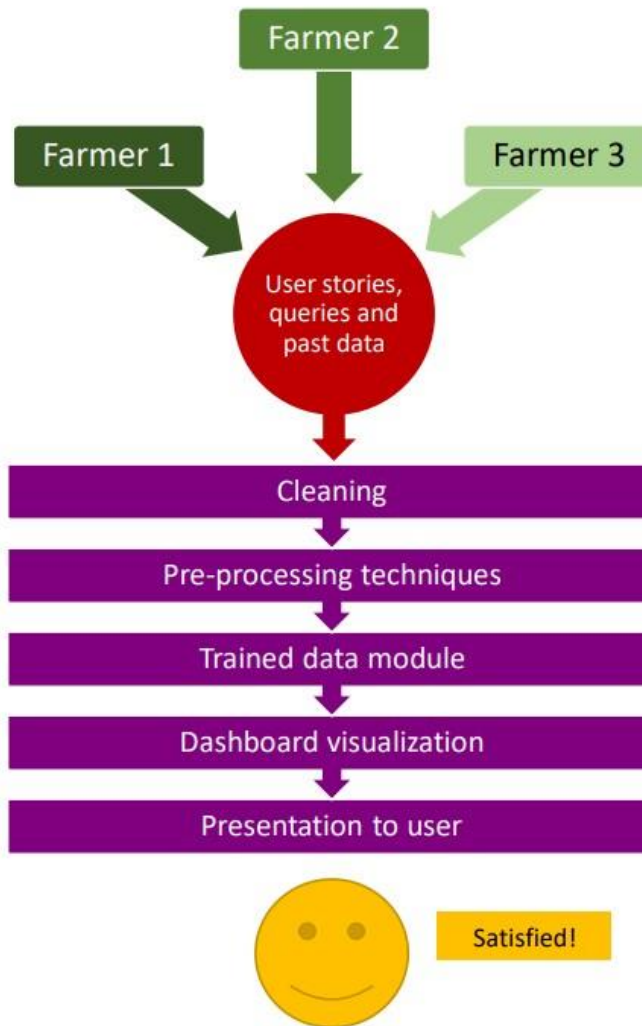 Farmer 2
Farmer 1
Farmer 3
User stories,
queries and
past data
Cleaning
Pre-processing techniques
Trained data module
Dashboard visualization
Presentation to user
Satisfied!